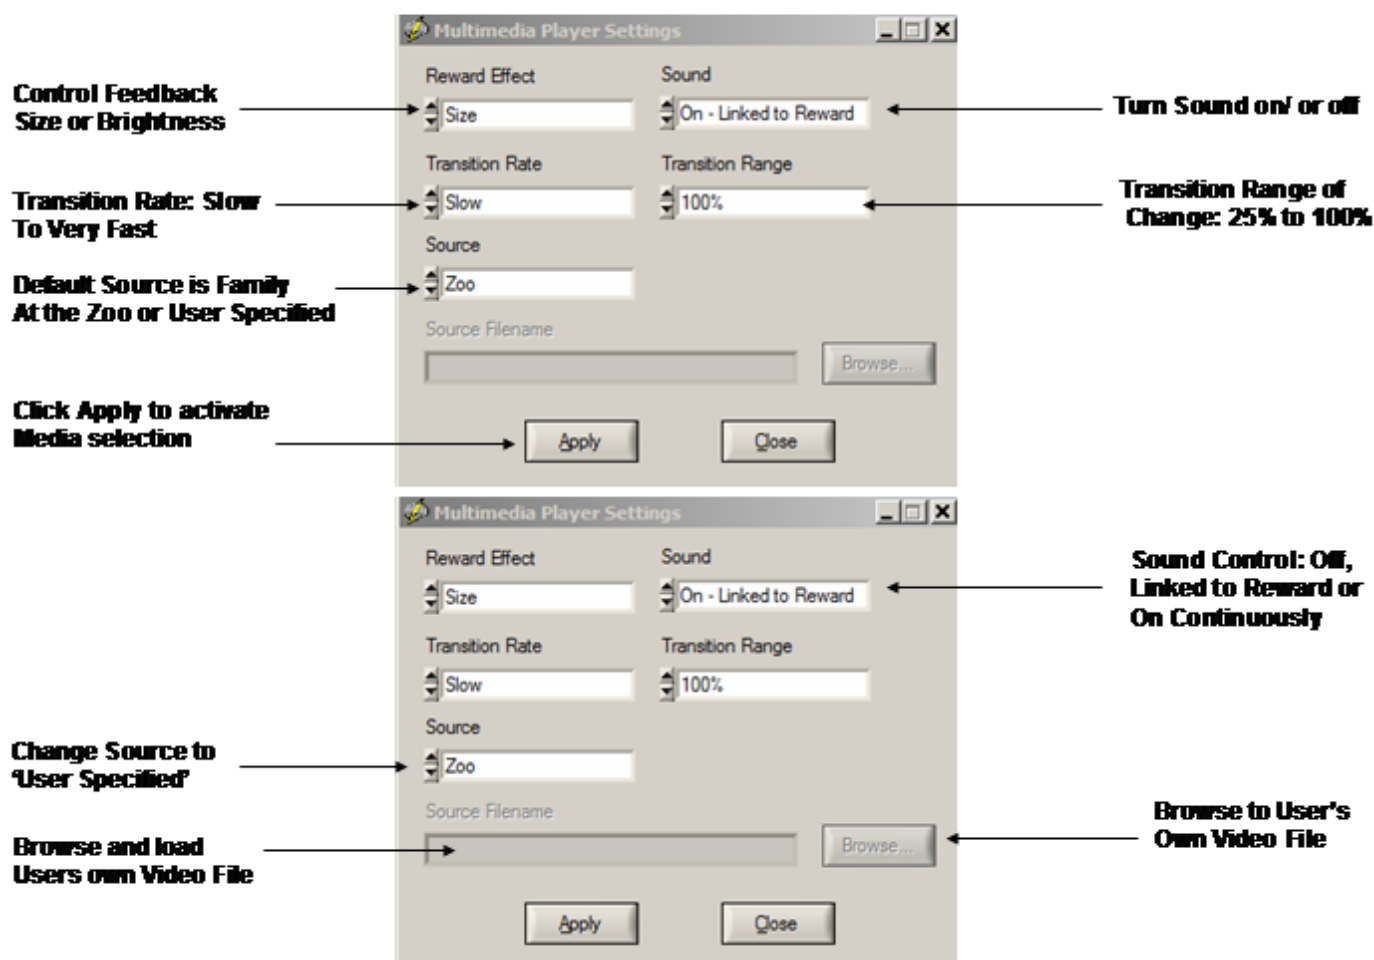 Multimedia Player Settings
Reward Effect Sound
Control Feedback
Size or Brightness
Size On - Linked to Reward
Turn Sound on/ or off
Transition Rate Transition Range
Transition Rate: Slow
To Very Fast
Slow 100%
Transition Range of
Change: 25% to 100%
Source
Default Source is Family
At the Zoo or User Specified
Zoo
Source Filename
Browse...
Click Apply to activate
Media selection
Apply Close
Multimedia Player Settings
Reward Effect Sound
Size On - Linked to Reward
Sound Control: Off,
Linked to Reward or
On Continuously
Transition Rate Transition Range
Slow 100%
Source
Change Source to
'User Specified'
Zoo
Source Filename
Browse and load
Users own Video File
Browse...
Browse to User's
Own Video File
Apply Close